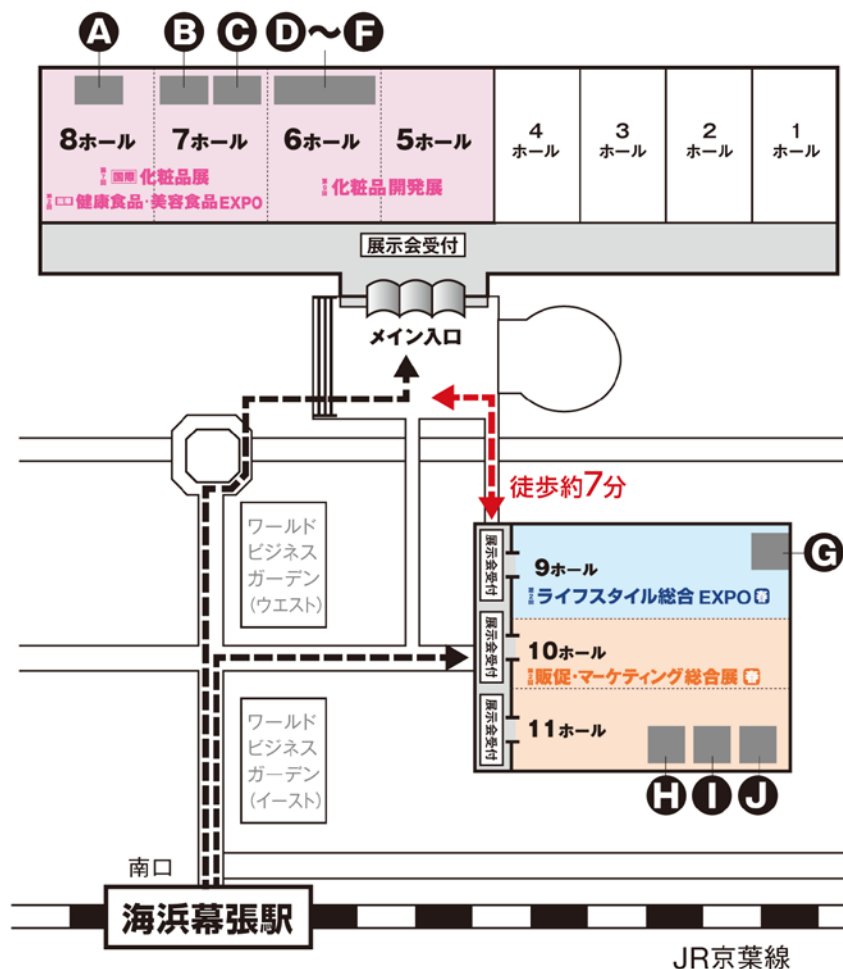 A B C D〜F
8ホール 7ホール 6ホール 5ホール
4
ホール
3
ホール
2
ホール
1
ホール
国際 化粧品展
健康食品・美容食品EXPO
化粧品開発展
展示会受付
メイン入口
徒歩約7分
ワールド
ビジネス
ガーデン
(ウエスト)
展示会受付
9ホール
ライフスタイル総合 EXPO 春
G
展示会受付
10ホール
販促・マーケティング総合展 春
展示会受付
11ホール
H I J
ワールド
ビジネス
ガーデン
(イースト)
南口
海浜幕張駅
JR京葉線